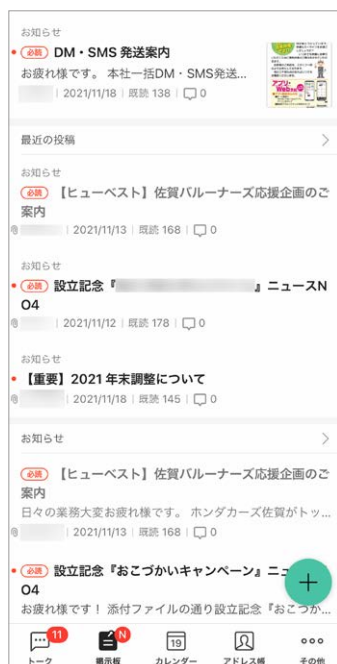 お知らせ
必読 DM・SMS 発送案内
お疲れ様です。 本社一括DM・SMS発送...
2021/11/18 既読 138 0
アプリ・
最近の投稿
お知らせ
必読 【ヒューベスト】佐賀バルーナーズ応援企画のご
案内
2021/11/13 既読 168 0
お知らせ
必読 設立記念『 』ニュースN
O4
2021/11/12 既読 178 0
お知らせ
【重要】2021 年末調整について
2021/11/18 既読 145 0
お知らせ
必読 【ヒューベスト】佐賀バルーナーズ応援企画のご
案内
日々の業務大変お疲れ様です。 ホンダカーズ佐賀がトッ...
2021/11/13 既読 168 0
必読 設立記念『おこづかいキャンペーン』ニュ
O4
お疲れ様です！ 添付ファイルの通り設立記念『おこづか...
11 N 19
トーク 掲示板 カレンダー アドレス帳 その他